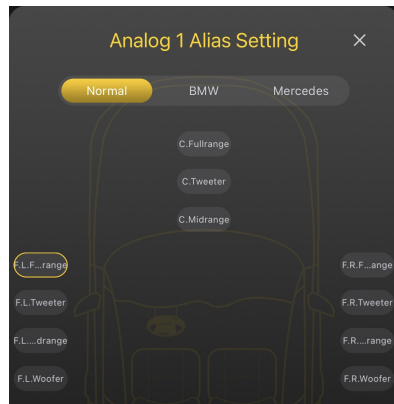 Analog 1 Alias Setting
Normal BMW Mercedes
C.Fullrange
C.Tweeter
C.Midrange
F.L.F...range F.R.F...ange
F.L.Tweeter F.R.Tweeter
F.L....drange F.R....range
F.L.Woofer F.R.Woofer